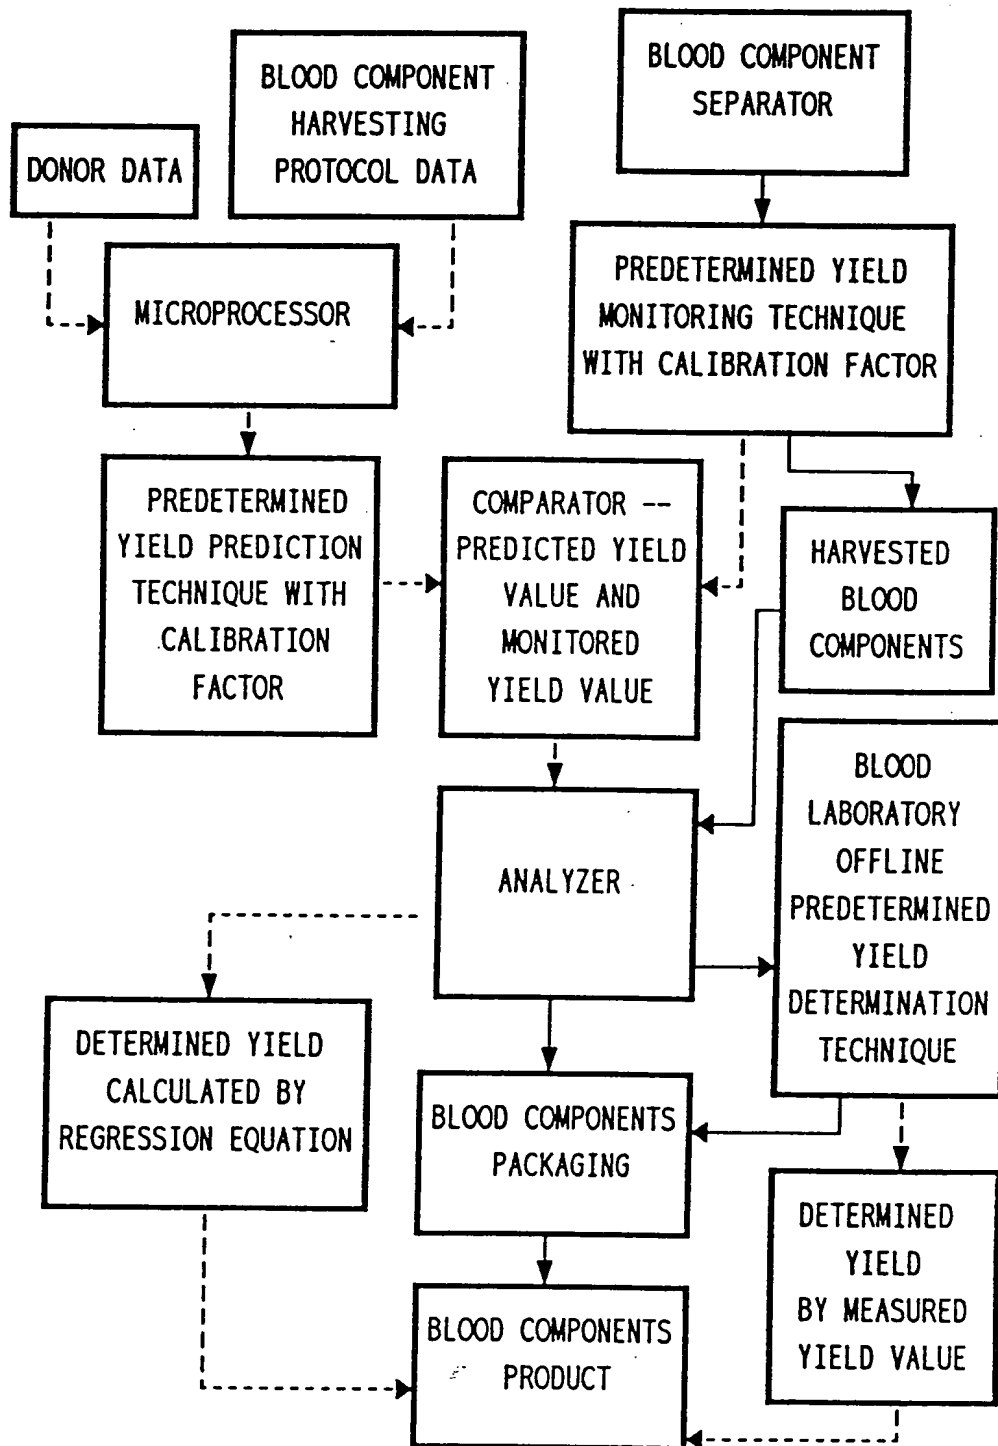 BLOOD COMPONENT
SEPARATOR
BLOOD COMPONENT
HARVESTING
PROTOCOL DATA
DONOR DATA
MICROPROCESSOR
PREDETERMINED YIELD
MONITORING TECHNIQUE
WITH CALIBRATION FACTOR
PREDETERMINED
YIELD PREDICTION
TECHNIQUE WITH
CALIBRATION
FACTOR
COMPARATOR --
PREDICTED YIELD
VALUE AND
MONITORED
YIELD VALUE
HARVESTED
BLOOD
COMPONENTS
ANALYZER
BLOOD
LABORATORY
OFFLINE
PREDETERMINED
YIELD
DETERMINATION
TECHNIQUE
DETERMINED YIELD
CALCULATED BY
REGRESSION EQUATION
BLOOD COMPONENTS
PACKAGING
DETERMINED
YIELD
BY MEASURED
YIELD VALUE
BLOOD COMPONENTS
PRODUCT